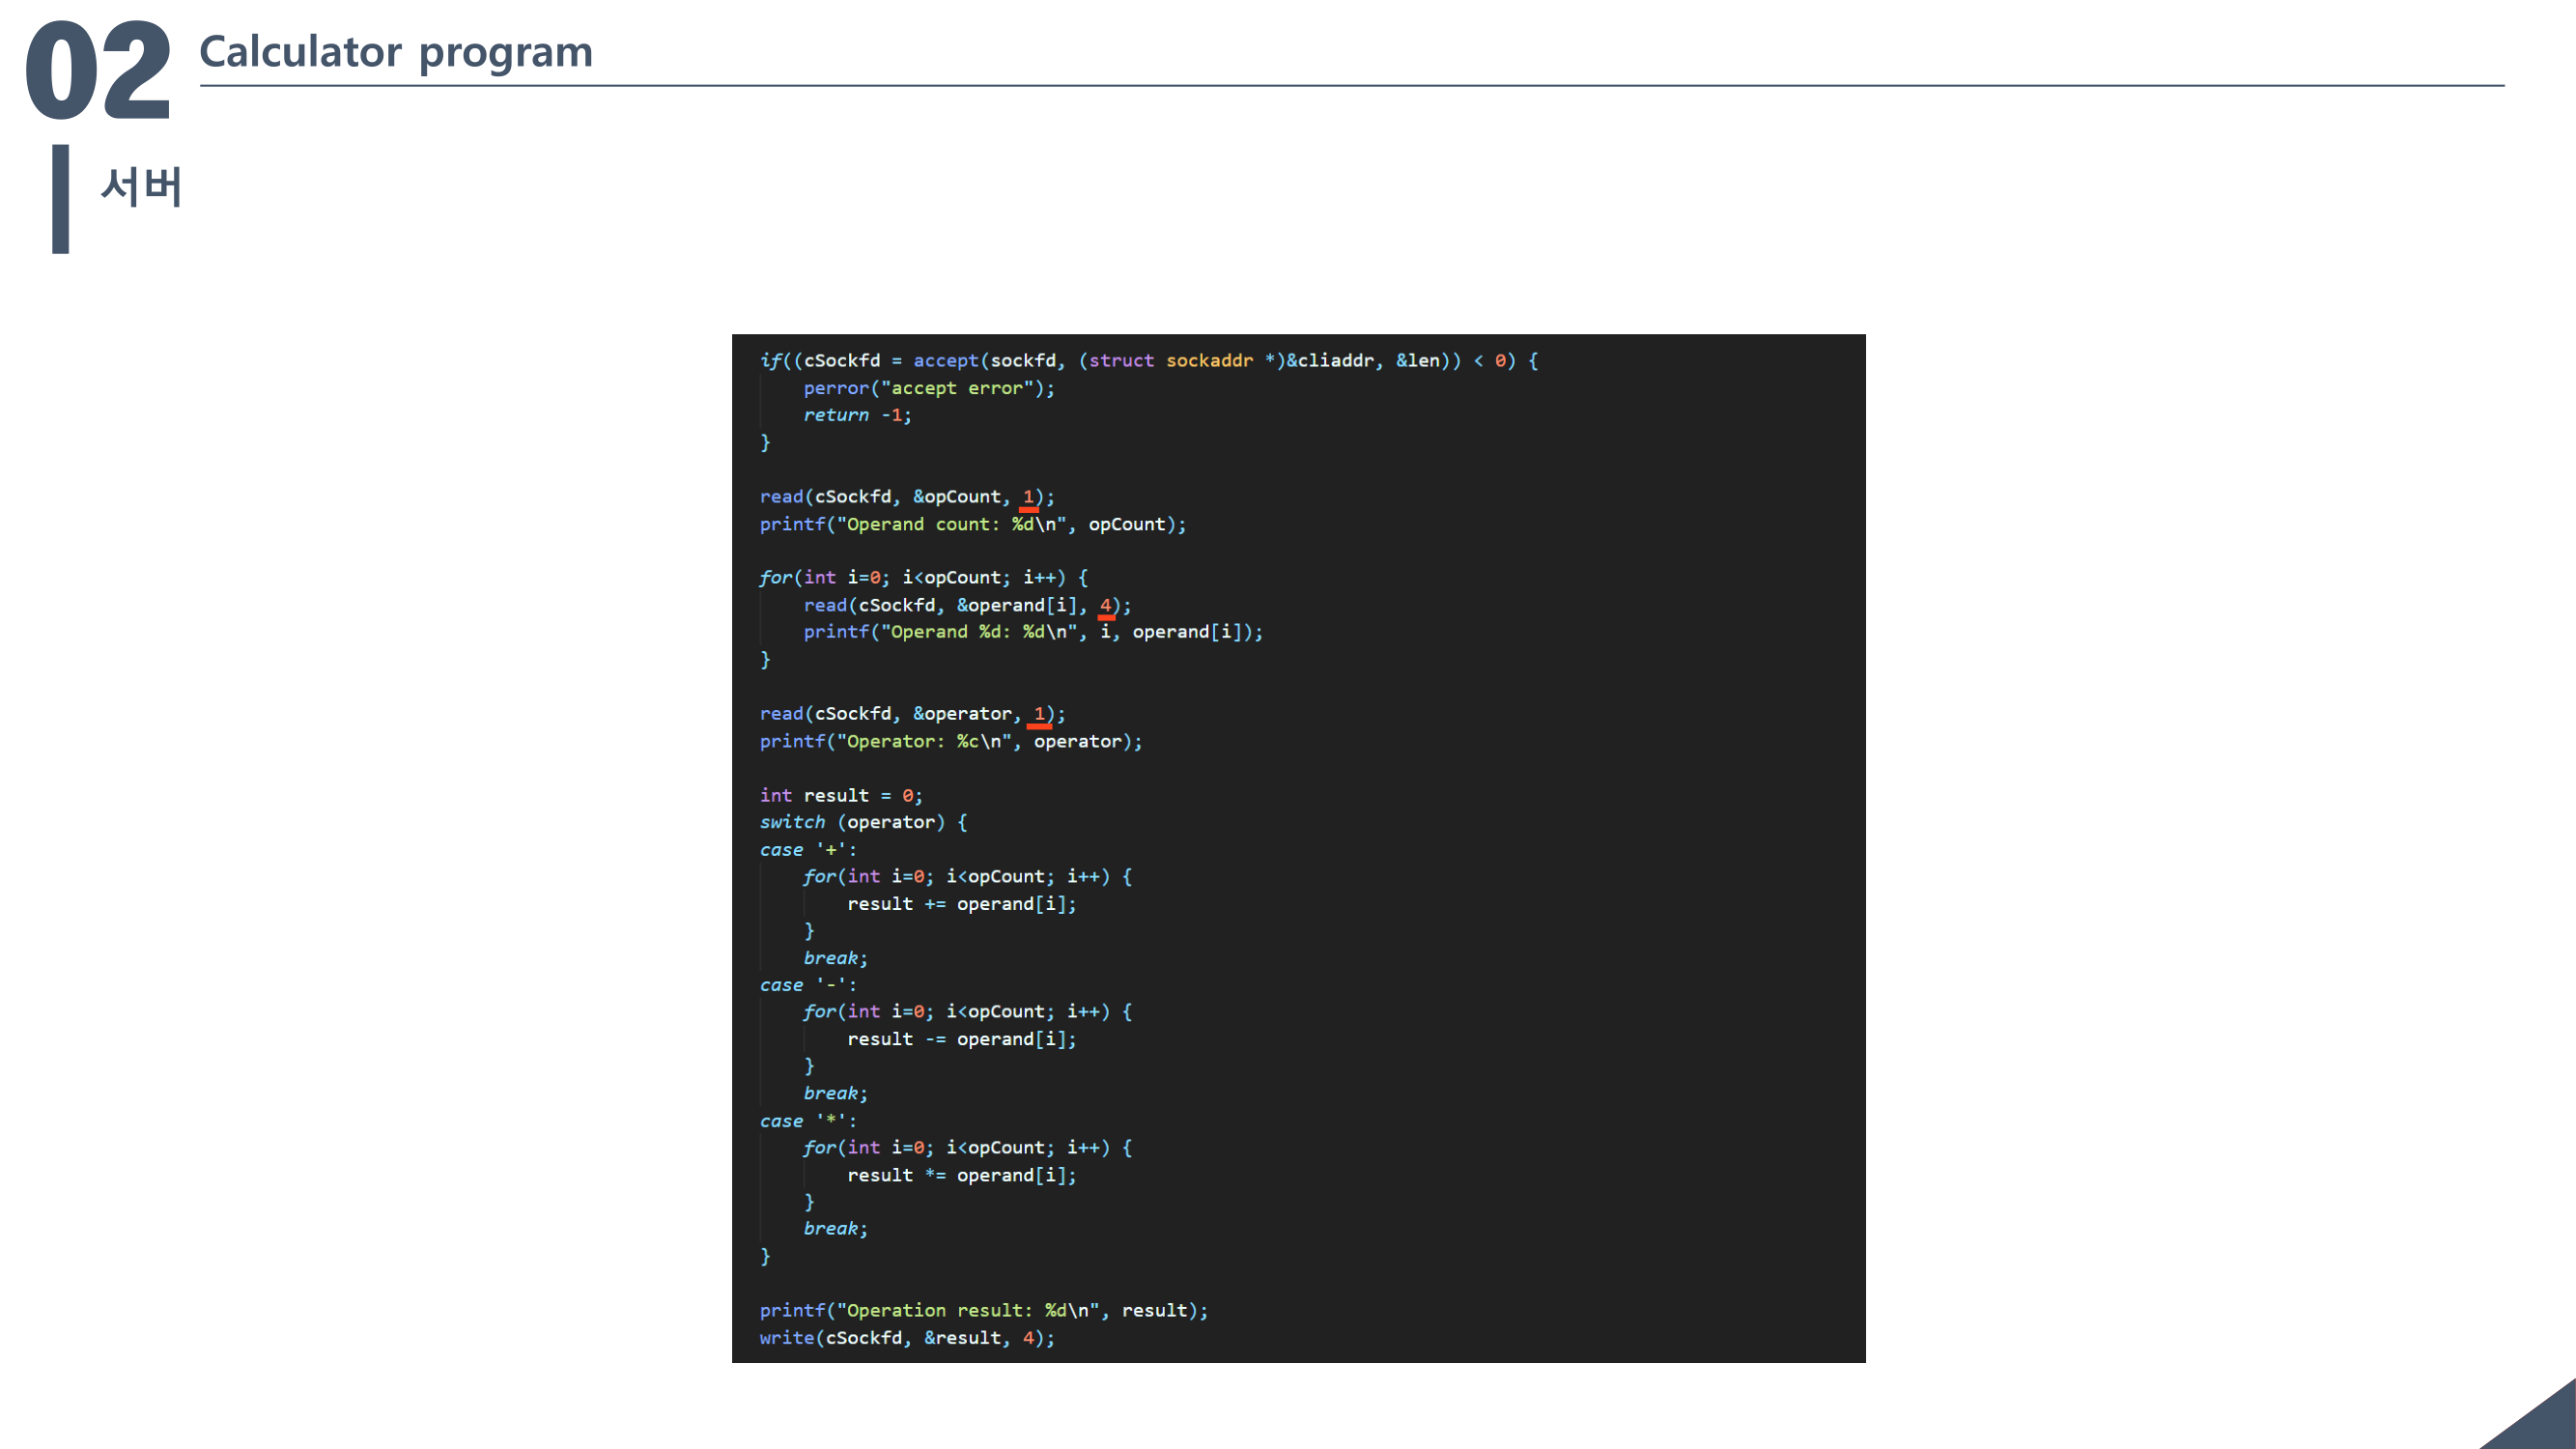 02
Calculator program
서버
if((cSockfd = accept(sockfd, (struct sockaddr *)&cliaddr, &len)) < 0) {
    perror("accept error");
    return -1;
}
read(cSockfd, &opCount, 1);
printf("Operand count: %d\n", opCount);
for(int i=0; i<opCount; i++) {
    read(cSockfd, &operand[i], 4);
    printf("Operand %d: %d\n", i, operand[i]);
}
read(cSockfd, &operator, 1);
printf("Operator: %c\n", operator);
int result = 0;
switch (operator) {
case '+':
    for(int i=0; i<opCount; i++) {
        result += operand[i];
    }
    break;
case '-':
    for(int i=0; i<opCount; i++) {
        result -= operand[i];
    }
    break;
case '*':
    for(int i=0; i<opCount; i++) {
        result *= operand[i];
    }
    break;
}
printf("Operation result: %d\n", result);
write(cSockfd, &result, 4);